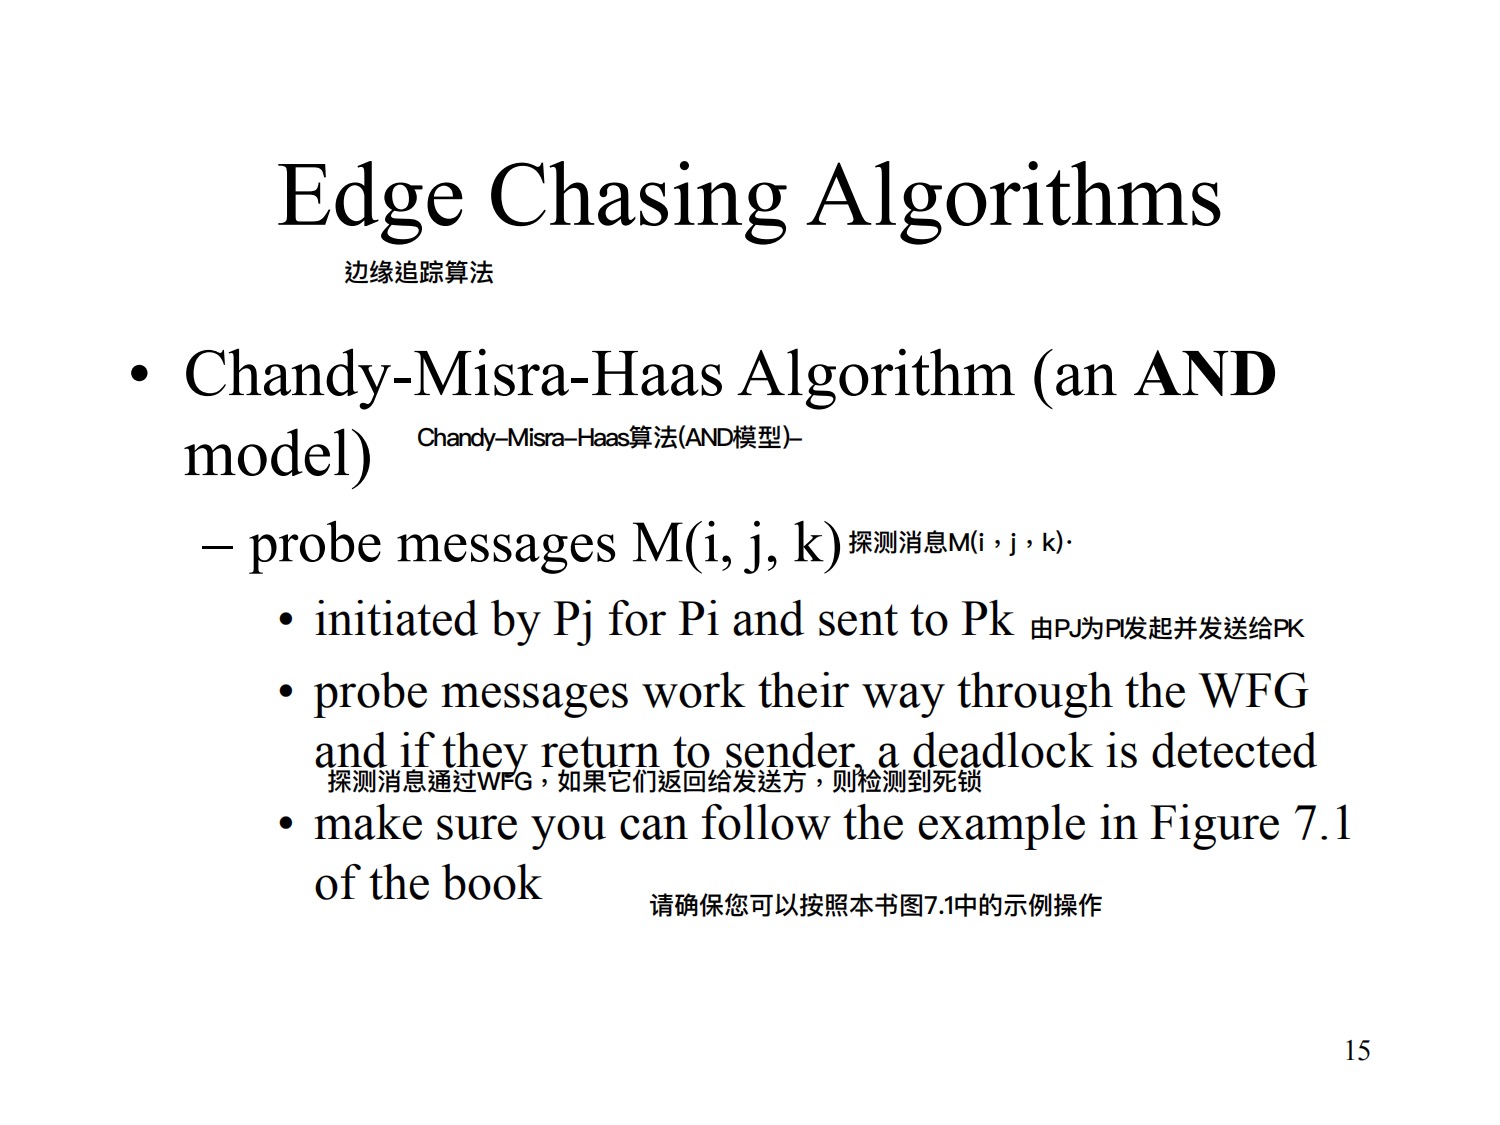 Edge Chasing Algorithms
边缘追踪算法
• Chandy-Misra-Haas Algorithm (an AND
model)
Chandy–Misra–Haas算法(AND模型)–
– probe messages M(i, j, k)
探测消息M(i，j，k)·
• initiated by Pj for Pi and sent to Pk
由PJ为PI发起并发送给PK
• probe messages work their way through the WFG
and if they return to sender, a deadlock is detected
探测消息通过WFG，如果它们返回给发送方，则检测到死锁
• make sure you can follow the example in Figure 7.1
of the book
请确保您可以按照本书图7.1中的示例操作
15